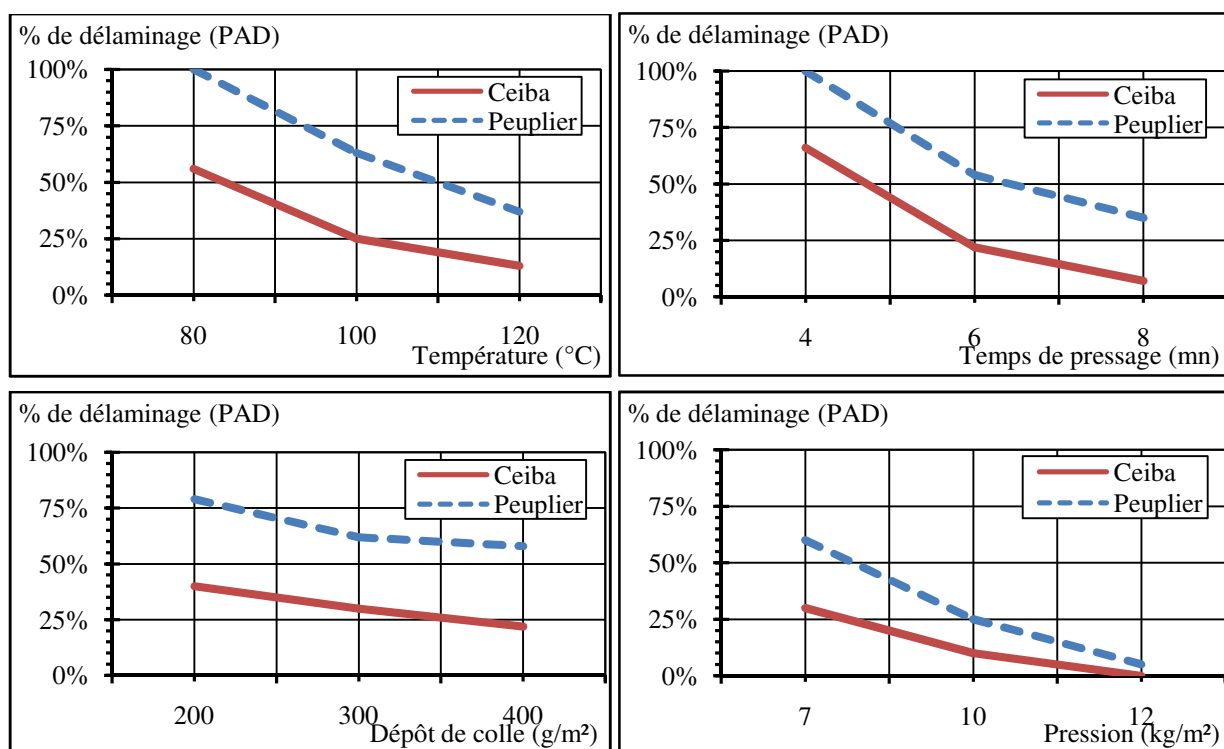 % de délaminage (PAD)
100%
75%
50%
25%
0%
Ceiba
Peuplier
80 100 120
Température (°C)
% de délaminage (PAD)
100%
75%
50%
25%
0%
Ceiba
Peuplier
4 6 8
Temps de pressage (mn)
% de délaminage (PAD)
100%
75%
50%
25%
0%
Ceiba
Peuplier
200 300 400
Dépôt de colle (g/m²)
% de délaminage (PAD)
100%
75%
50%
25%
0%
Ceiba
Peuplier
7 10 12
Pression (kg/m²)